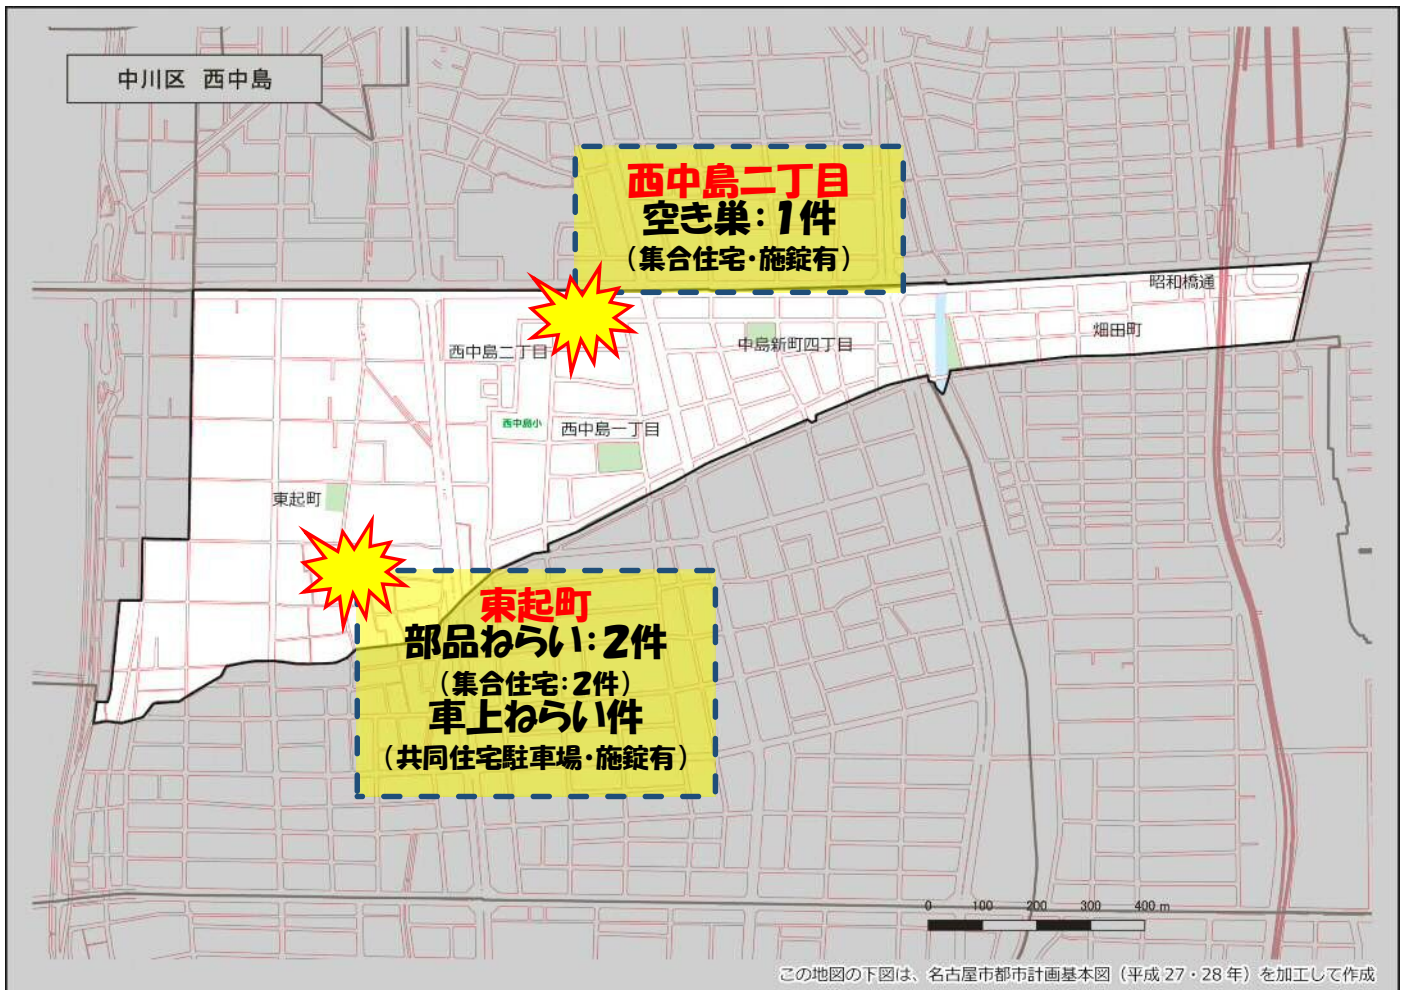 中川区 西中島
西中島二丁目
空き巣：1件
（集合住宅・施錠有）
昭和橋通
畑田町
中島新町四丁目
西中島二丁目
西中島小
西中島一丁目
東起町
東起町
部品ねらい：2件
（集合住宅：2件）
車上ねらい件
（共同住宅駐車場・施錠有）
0 100 200 300 400 m
この地図の下図は、名古屋市都市計画基本図（平成 27・28 年）を加工して作成